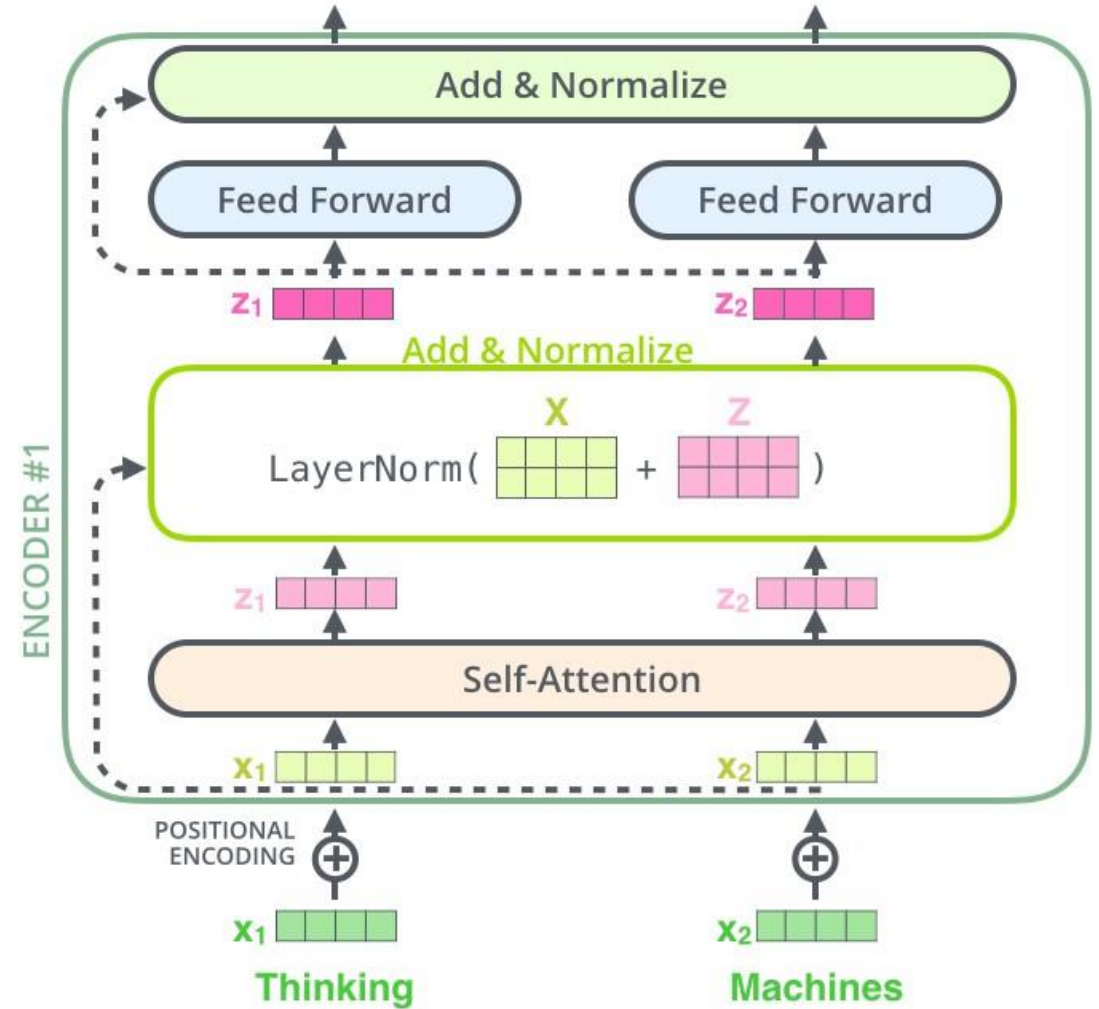 Add & Normalize
Feed Forward Feed Forward
z1 z2
Add & Normalize
X Z
LayerNorm( + )
ENCODER #1
z1 z2
Self-Attention
x1 x2
POSITIONAL
ENCODING
x1 x2
Thinking Machines